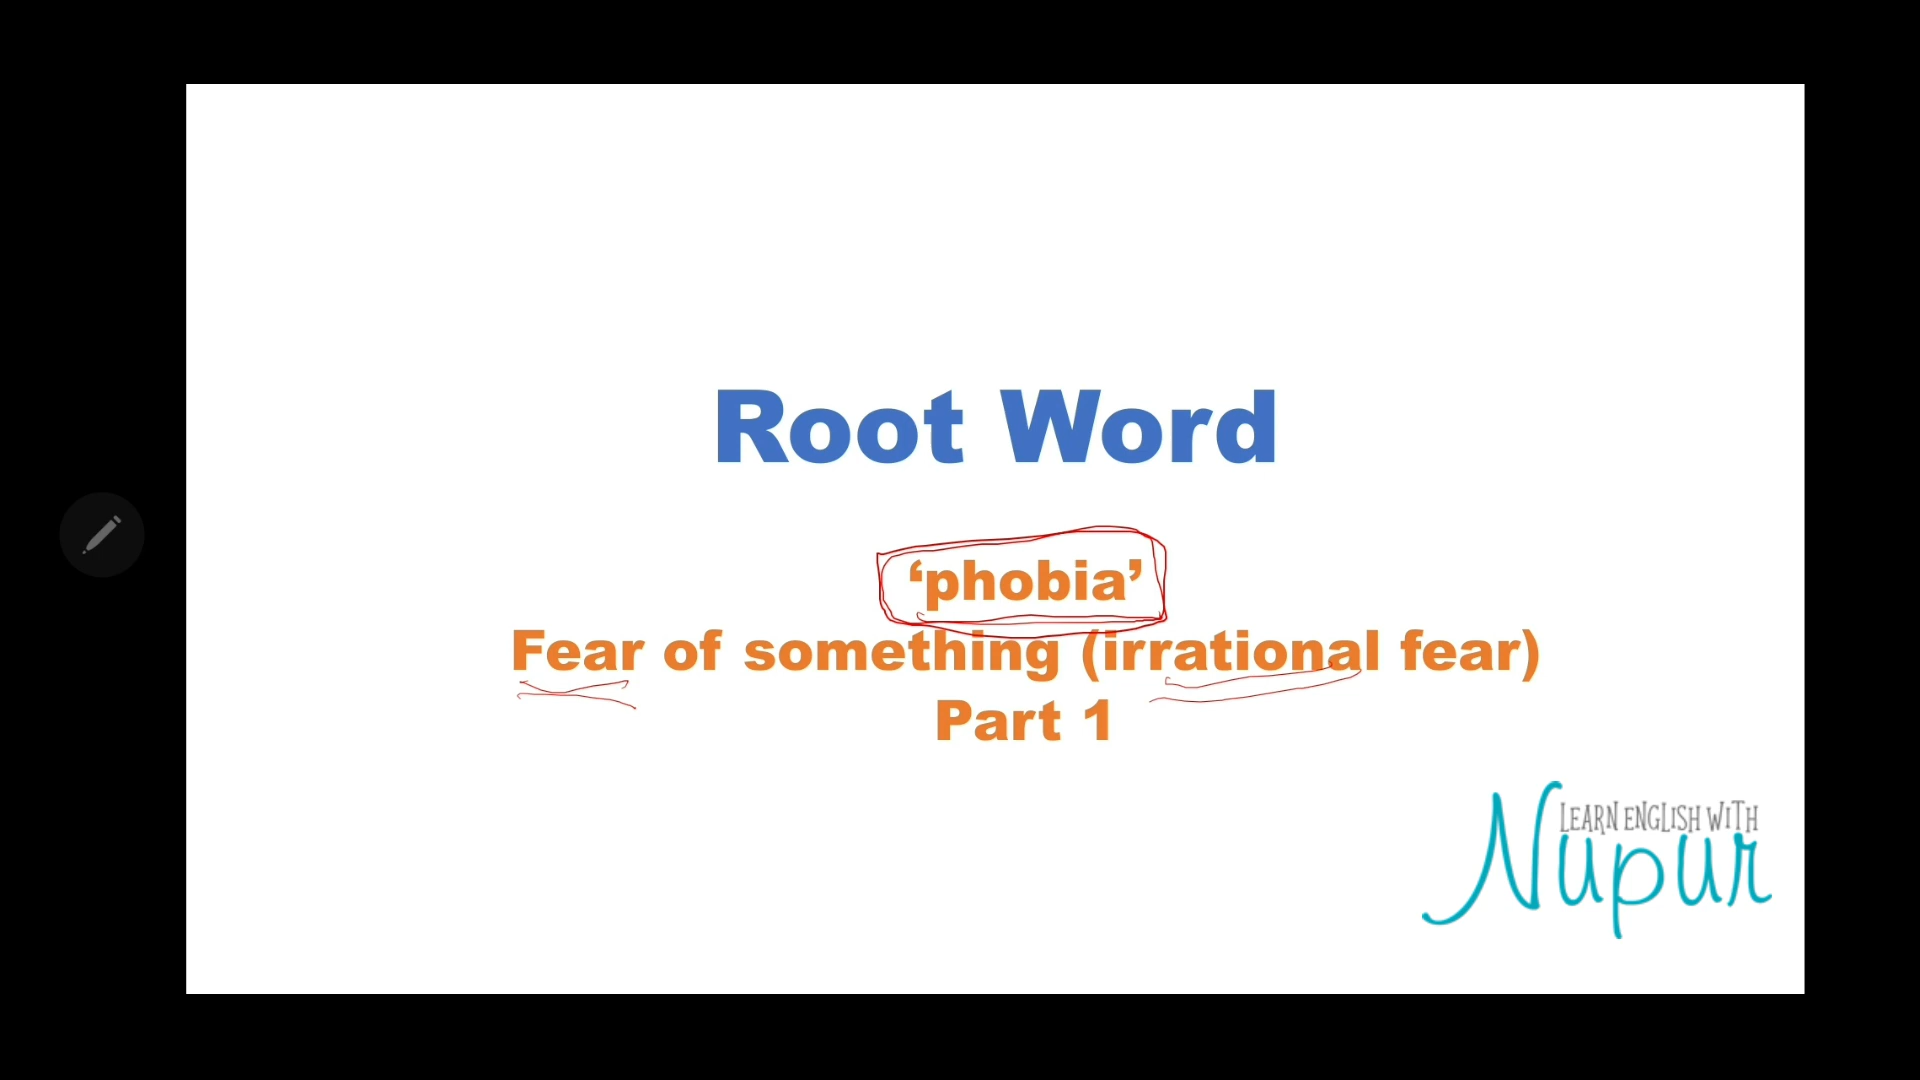 Root Word
‘phobia’
Fear of something (irrational fear)
Part 1
LEARN ENGLISH WITH
Nupur